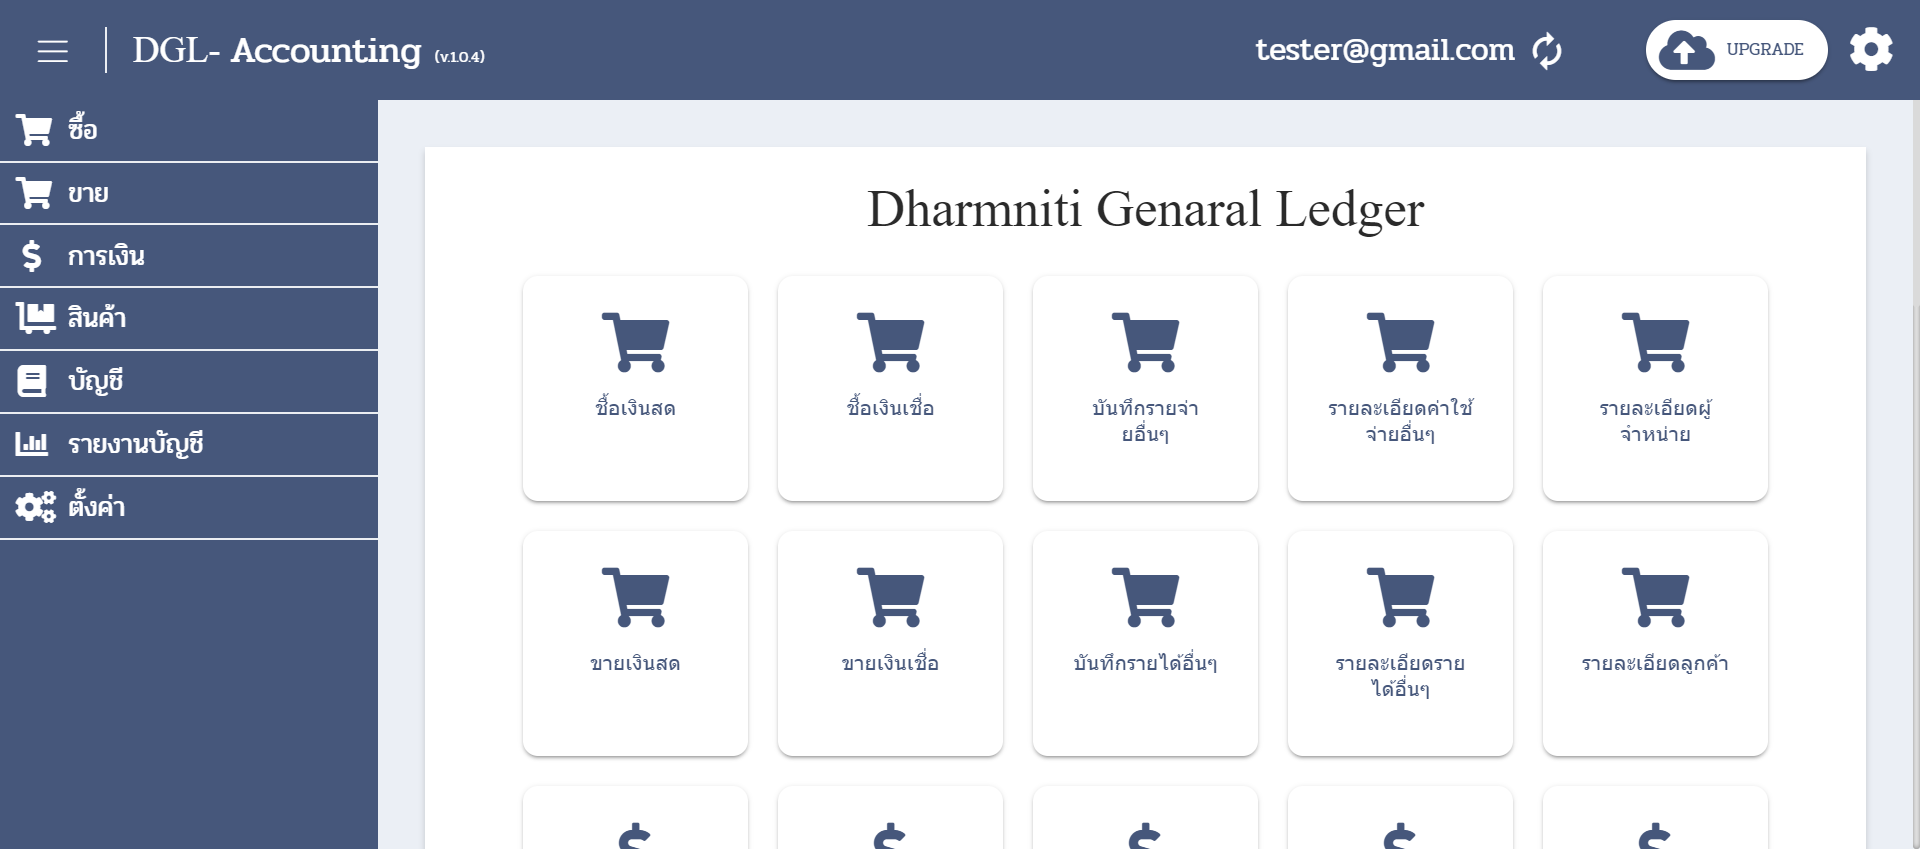 DGL- Accounting (v.1.0.4)
tester@gmail.com
UPGRADE
ซื้อ
ขาย
การเงิน
สินค้า
บัญชี
รายงานบัญชี
ตั้งค่า
Dharmniti Genaral Ledger
ซื้อเงินสด
ซื้อเงินเชื่อ
บันทึกรายจ่า
ยอื่นๆ
รายละเอียดค่าใช้
จ่ายอื่นๆ
รายละเอียดผู้
จำหน่าย
ขายเงินสด
ขายเงินเชื่อ
บันทึกรายได้อื่นๆ
รายละเอียดราย
ได้อื่นๆ
รายละเอียดลูกค้า